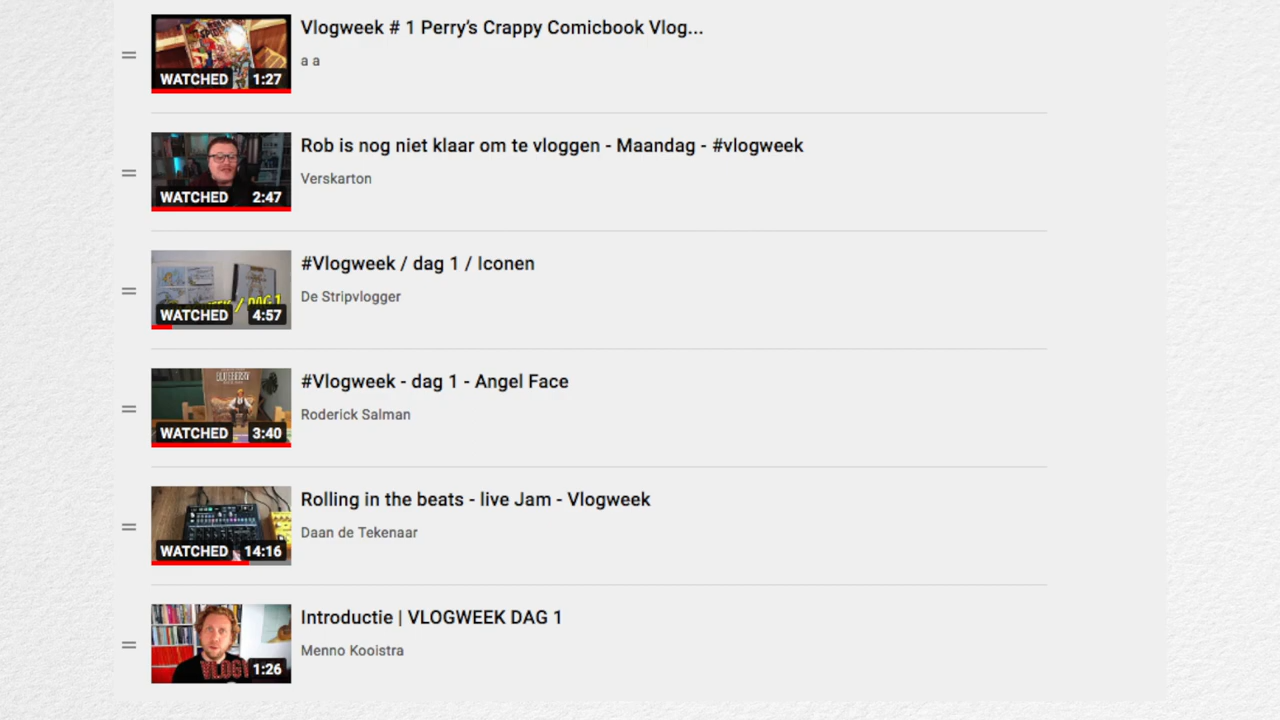 Vlogweek # 1 Perry's Crappy Comicbook Vlog...
a a
WATCHED 1:27
Rob is nog niet klaar om te vloggen - Maandag - #vlogweek
Verskarton
WATCHED 2:47
#Vlogweek / dag 1 / Iconen
De Stripvlogger
/ DAG 1
WATCHED 4:57
#Vlogweek - dag 1 - Angel Face
Roderick Salman
BLUEBERRY
WATCHED 3:40
Rolling in the beats - live Jam - Vlogweek
Daan de Tekenaar
WATCHED 14:16
Introductie | VLOGWEEK DAG 1
Menno Kooistra
1:26